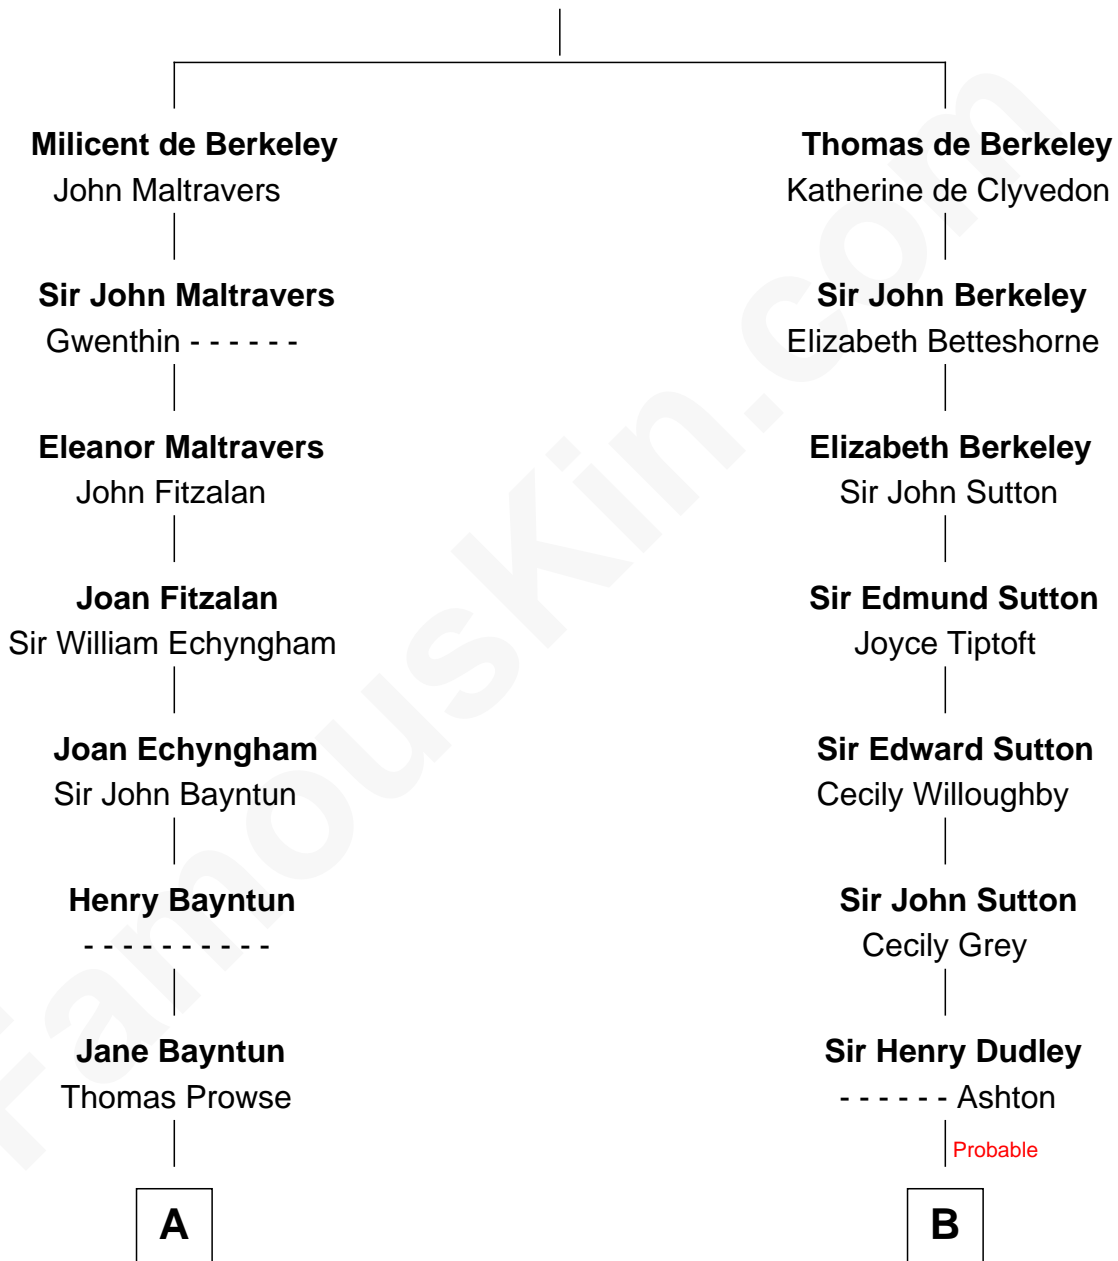 Milicent de Berkeley
John Maltravers
Sir John Maltravers
Gwenthin - - - - - -
Eleanor Maltravers
John Fitzalan
Joan Fitzalan
Sir William Echyngham
Joan Echyngham
Sir John Bayntun
Henry Bayntun
- - - - - - - - - -
Jane Bayntun
Thomas Prowse
A
Thomas de Berkeley
Katherine de Clyvedon
Sir John Berkeley
Elizabeth Betteshorne
Elizabeth Berkeley
Sir John Sutton
Sir Edmund Sutton
Joyce Tiptoft
Sir Edward Sutton
Cecily Willoughby
Sir John Sutton
Cecily Grey
Sir Henry Dudley
- - - - - - Ashton
Probable
B
FamousKin.com